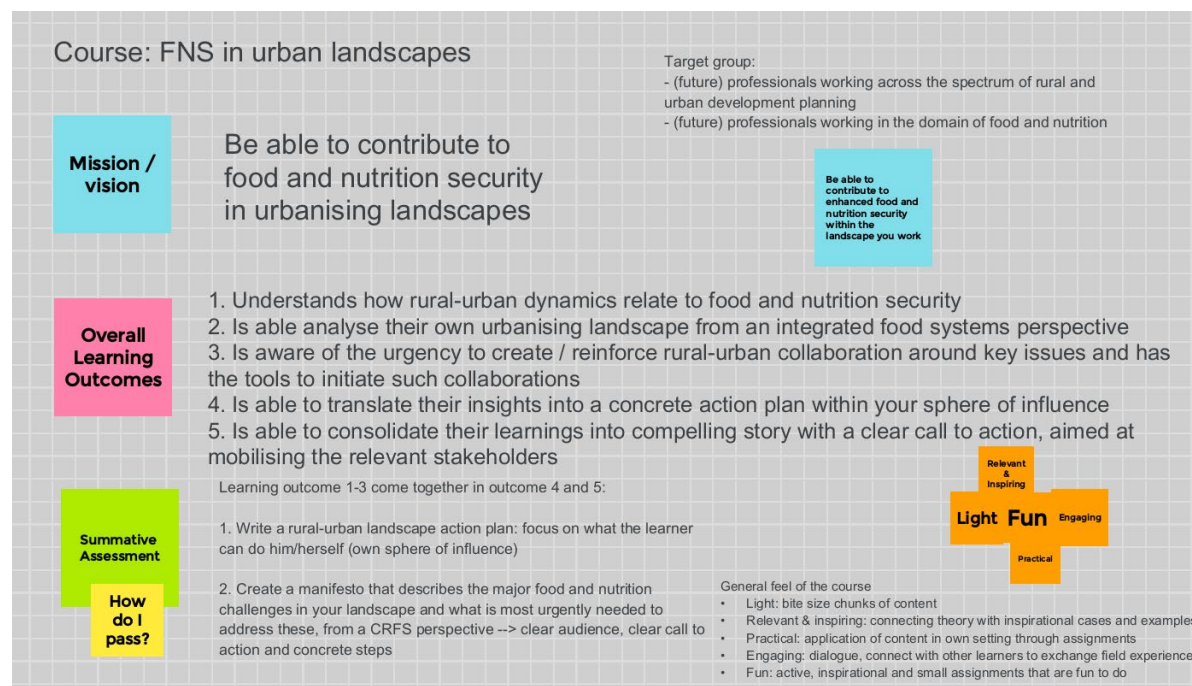 Course: FNS in urban landscapes
Target group:
- (future) professionals working across the spectrum of rural and
urban development planning
- (future) professionals working in the domain of food and nutrition
Mission /
vision
Be able to contribute to
food and nutrition security
in urbanising landscapes
Be able to
contribute to
enhanced food and
nutrition security
within the
landscape you work
Overall
Learning
Outcomes
1. Understands how rural-urban dynamics relate to food and nutrition security
2. Is able analyse their own urbanising landscape from an integrated food systems perspective
3. Is aware of the urgency to create / reinforce rural-urban collaboration around key issues and has
the tools to initiate such collaborations
4. Is able to translate their insights into a concrete action plan within your sphere of influence
5. Is able to consolidate their learnings into compelling story with a clear call to action, aimed at
mobilising the relevant stakeholders
Summative
Assessment
How
do I
pass?
Learning outcome 1-3 come together in outcome 4 and 5:
1. Write a rural-urban landscape action plan: focus on what the learner
can do him/herself (own sphere of influence)
2. Create a manifesto that describes the major food and nutrition
challenges in your landscape and what is most urgently needed to
address these, from a CRFS perspective --> clear audience, clear call to
action and concrete steps
Relevant
&
Inspiring
Light
Fun
Engaging
Practical
General feel of the course
• Light: bite size chunks of content
• Relevant & inspiring: connecting theory with inspirational cases and examples
• Practical: application of content in own setting through assignments
• Engaging: dialogue, connect with other learners to exchange field experience
• Fun: active, inspirational and small assignments that are fun to do